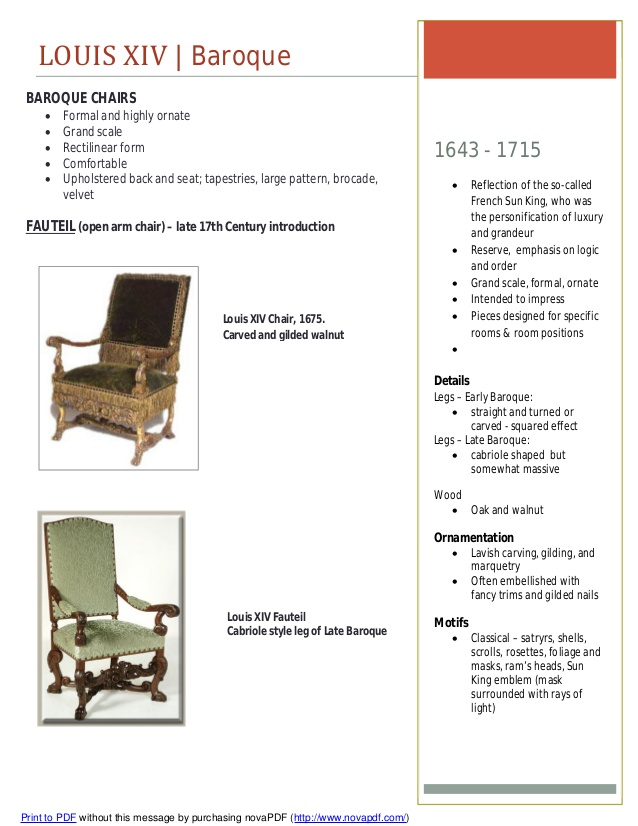 LOUIS XIV | Baroque
BAROQUE CHAIRS
• Formal and highly ornate
• Grand scale
• Rectilinear form
• Comfortable
• Upholstered back and seat; tapestries, large pattern, brocade,
velvet
FAUTEIL (open arm chair) – late 17th Century introduction
Louis XIV Chair, 1675.
Carved and gilded walnut
Louis XIV Fauteil
Cabriole style leg of Late Baroque
1643 - 1715
• Reflection of the so-called
French Sun King, who was
the personification of luxury
and grandeur
• Reserve, emphasis on logic
and order
• Grand scale, formal, ornate
• Intended to impress
• Pieces designed for specific
rooms & room positions
•
Details
Legs – Early Baroque:
• straight and turned or
carved - squared effect
Legs – Late Baroque:
• cabriole shaped but
somewhat massive
Wood
• Oak and walnut
Ornamentation
• Lavish carving, gilding, and
marquetry
• Often embellished with
fancy trims and gilded nails
Motifs
• Classical – satryrs, shells,
scrolls, rosettes, foliage and
masks, ram's heads, Sun
King emblem (mask
surrounded with rays of
light)
Print to PDF without this message by purchasing novaPDF (http://www.novapdf.com/)